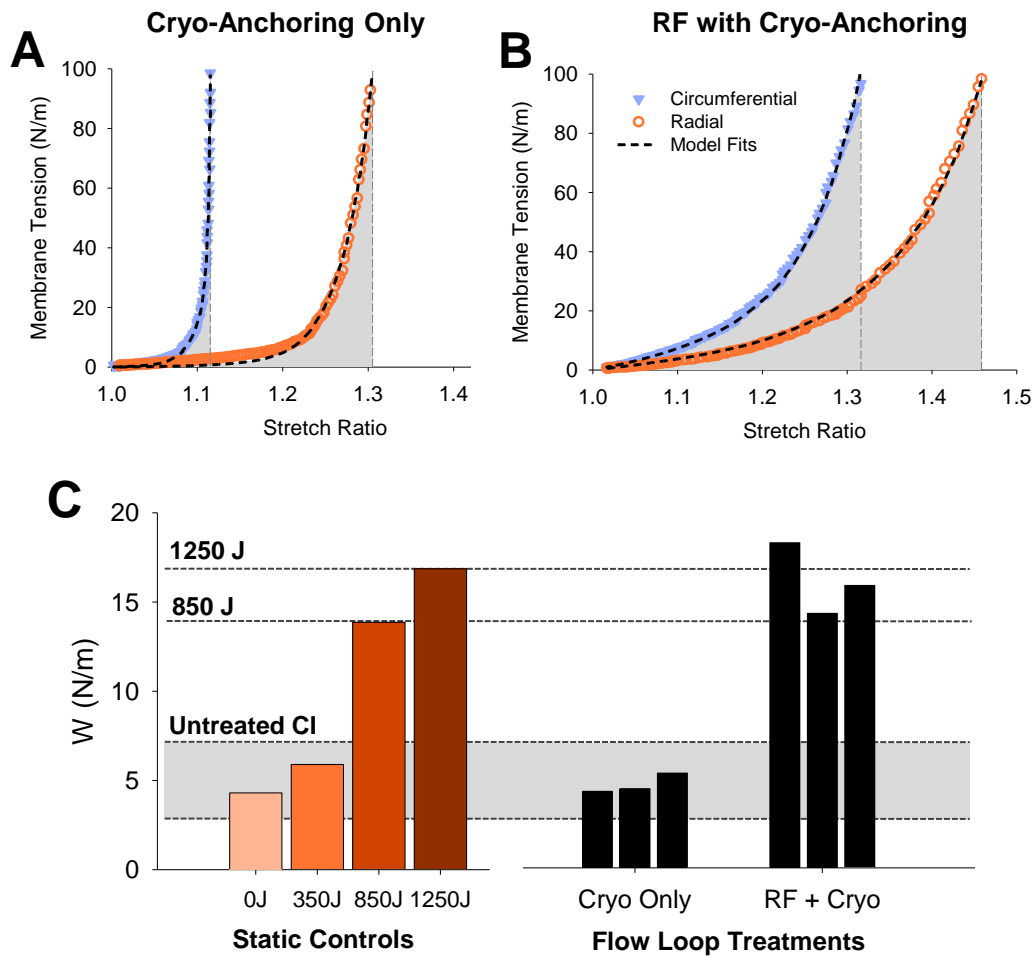 A
Cryo-Anchoring Only
Membrane Tension (N/m)
100
80
60
40
20
0
1.0 1.1 1.2 1.3 1.4
Stretch Ratio
B
RF with Cryo-Anchoring
Membrane Tension (N/m)
100
80
60
40
20
0
Circumferential
Radial
Model Fits
1.0 1.1 1.2 1.3 1.4 1.5
Stretch Ratio
C
W (N/m)
20
15
10
5
0
1250 J
850 J
Untreated CI
0J 350J 850J 1250J
Static Controls
Cryo Only RF + Cryo
Flow Loop Treatments